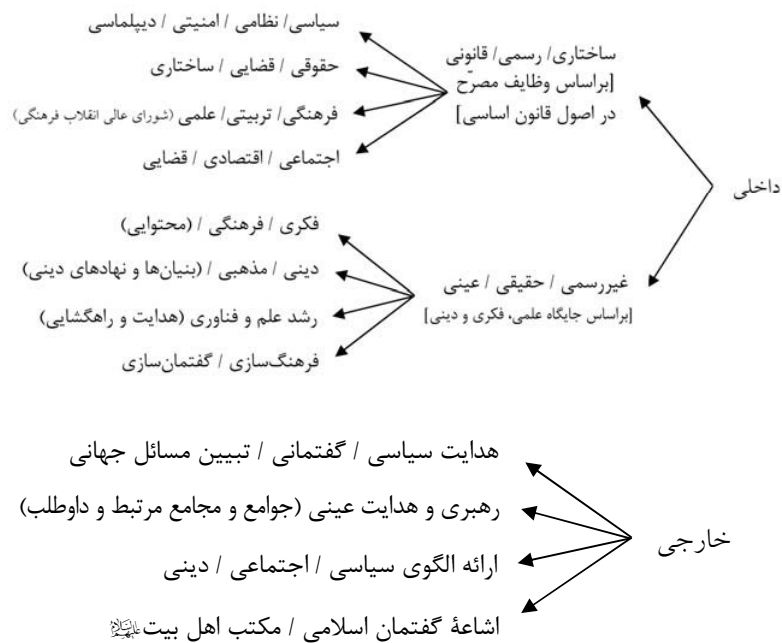 داخلی
ساختاری/ رسمی/ قانونی
[براساس وظایف مصرّح
در اصول قانون اساسی]
سیاسی/ نظامی / امنیتی / دیپلماسی
حقوقی / قضایی / ساختاری
فرهنگی/ تربیتی/ علمی (شورای عالی انقلاب فرهنگی)
اجتماعی / اقتصادی / قضایی
غیررسمی / حقیقی / عینی
[براساس جایگاه علمی، فکری و دینی]
فکری / فرهنگی / (محتوایی)
دینی / مذهبی / (بنیان‌ها و نهادهای دینی)
رشد علم و فناوری (هدایت و راهگشایی)
فرهنگ‌سازی / گفتمان‌سازی
خارجی
هدایت سیاسی / گفتمانی / تبیین مسائل جهانی
رهبری و هدایت عینی (جوامع و مجامع مرتبط و داوطلب)
ارائه الگوی سیاسی / اجتماعی / دینی
اشاعۀ گفتمان اسلامی / مکتب اهل بیت علیهم‌السلام